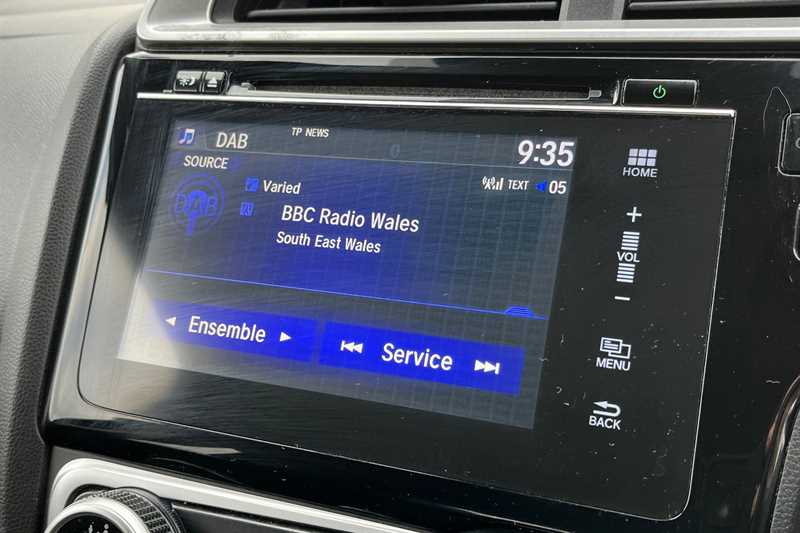 DAB
TP NEWS
9:35
SOURCE
TEXT
05
DAB
Varied
BBC Radio Wales
South East Wales
Ensemble
Service
HOME
+
VOL
−
MENU
BACK